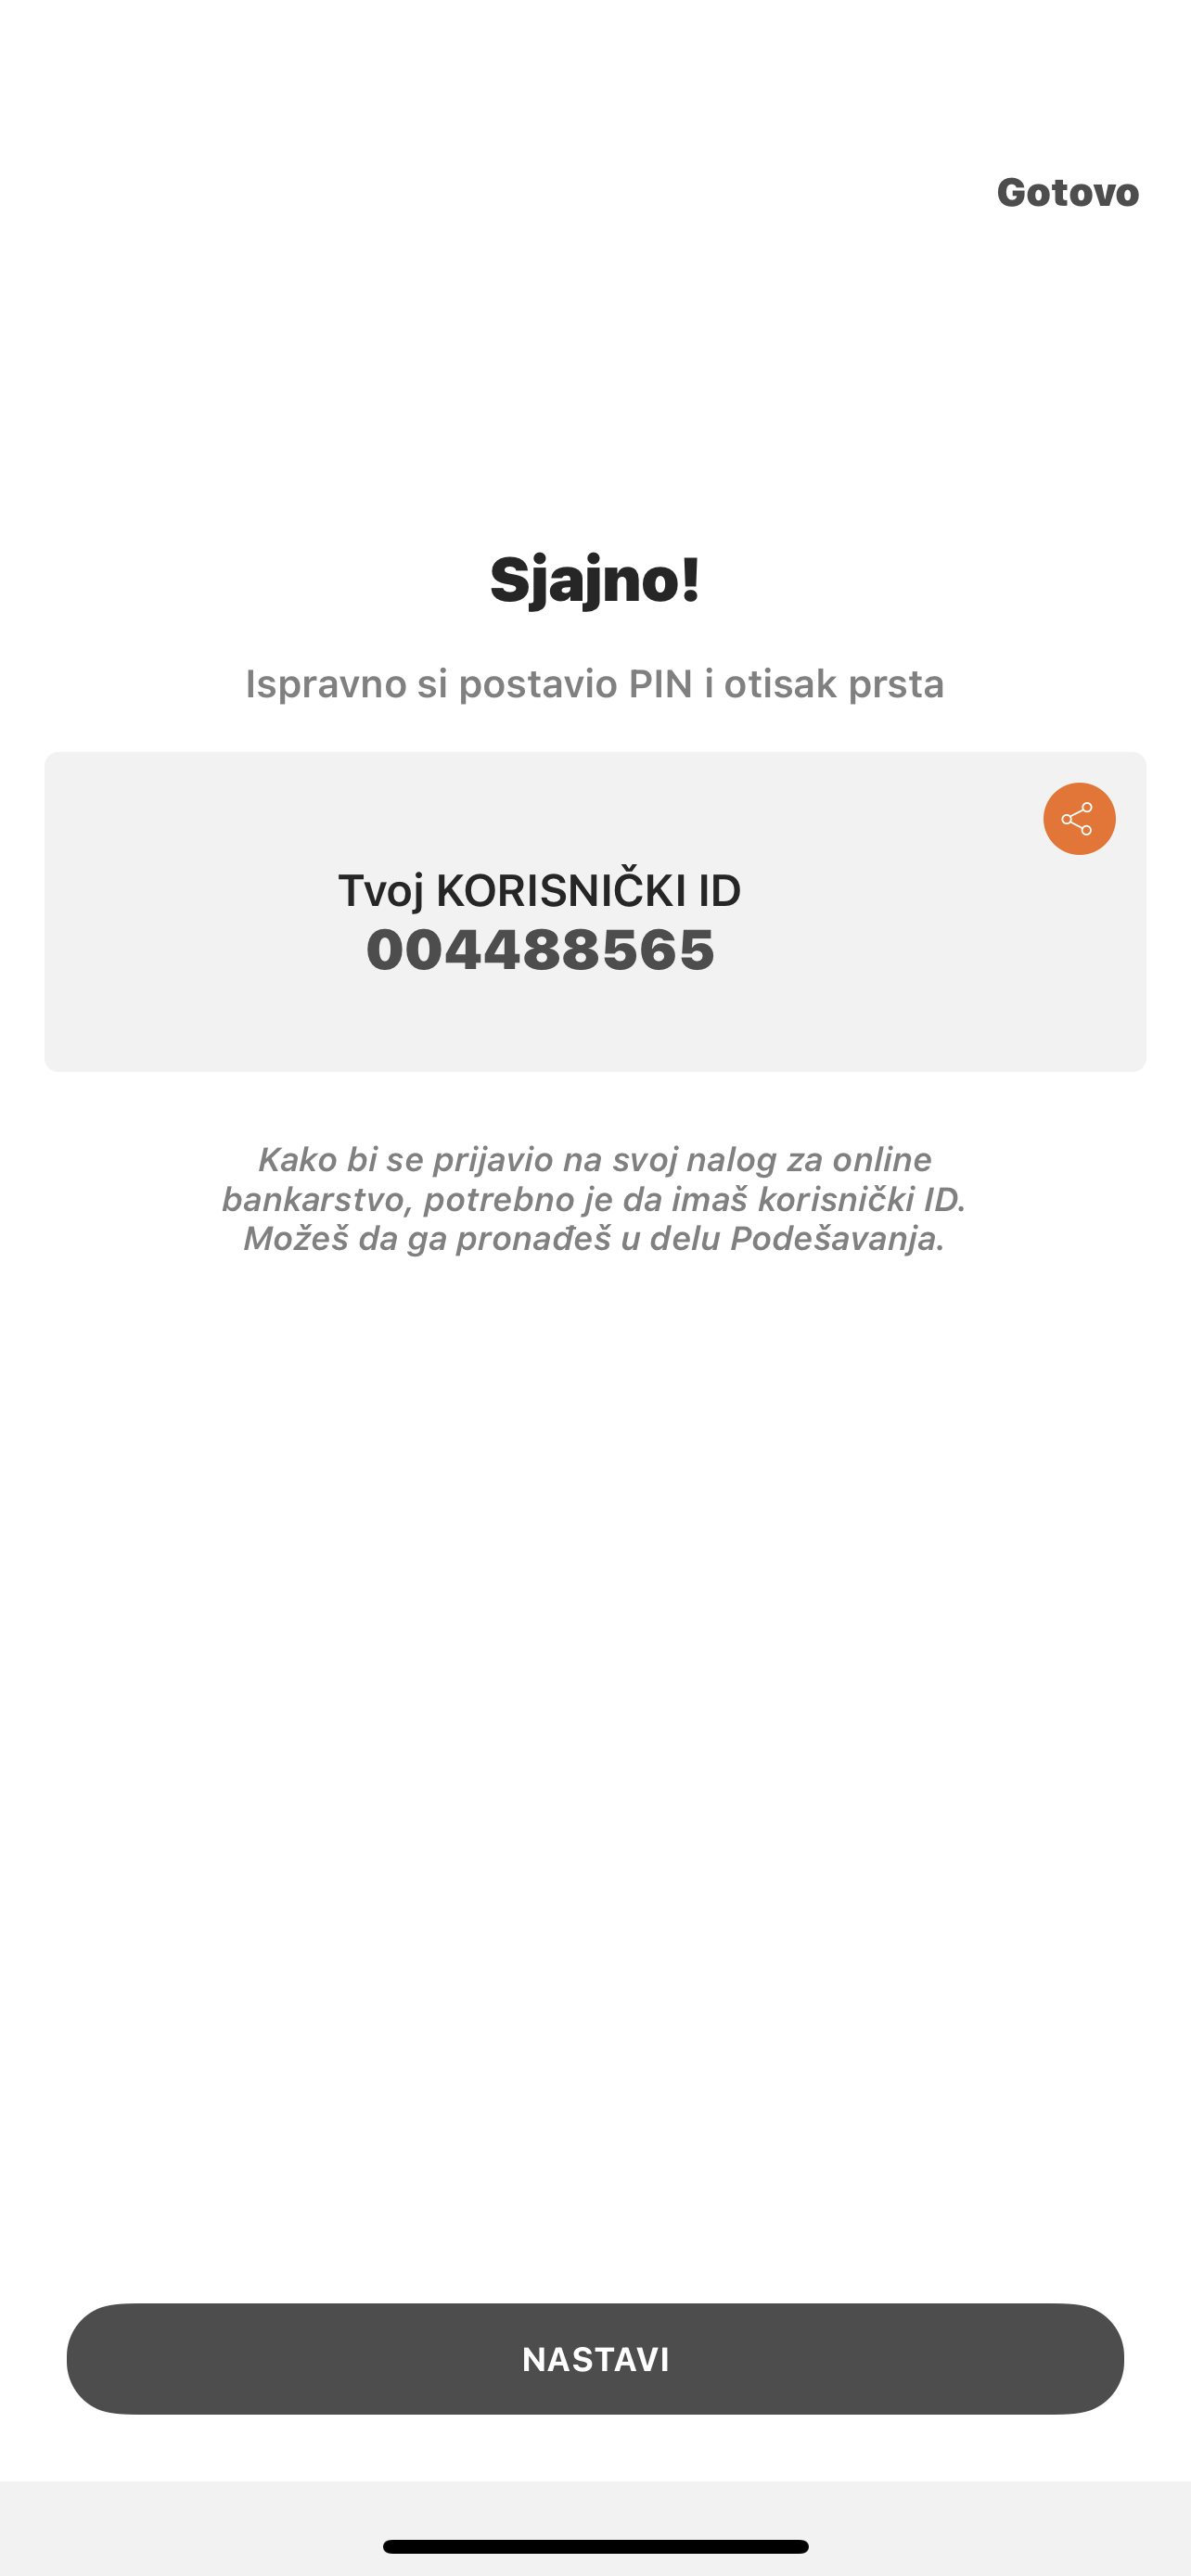 Gotovo
Sjajno!
Ispravno si postavio PIN i otisak prsta
Tvoj KORISNIČKI ID
004488565
Kako bi se prijavio na svoj nalog za online
bankarstvo, potrebno je da imaš korisnički ID.
Možeš da ga pronađeš u delu Podešavanja.
NASTAVI